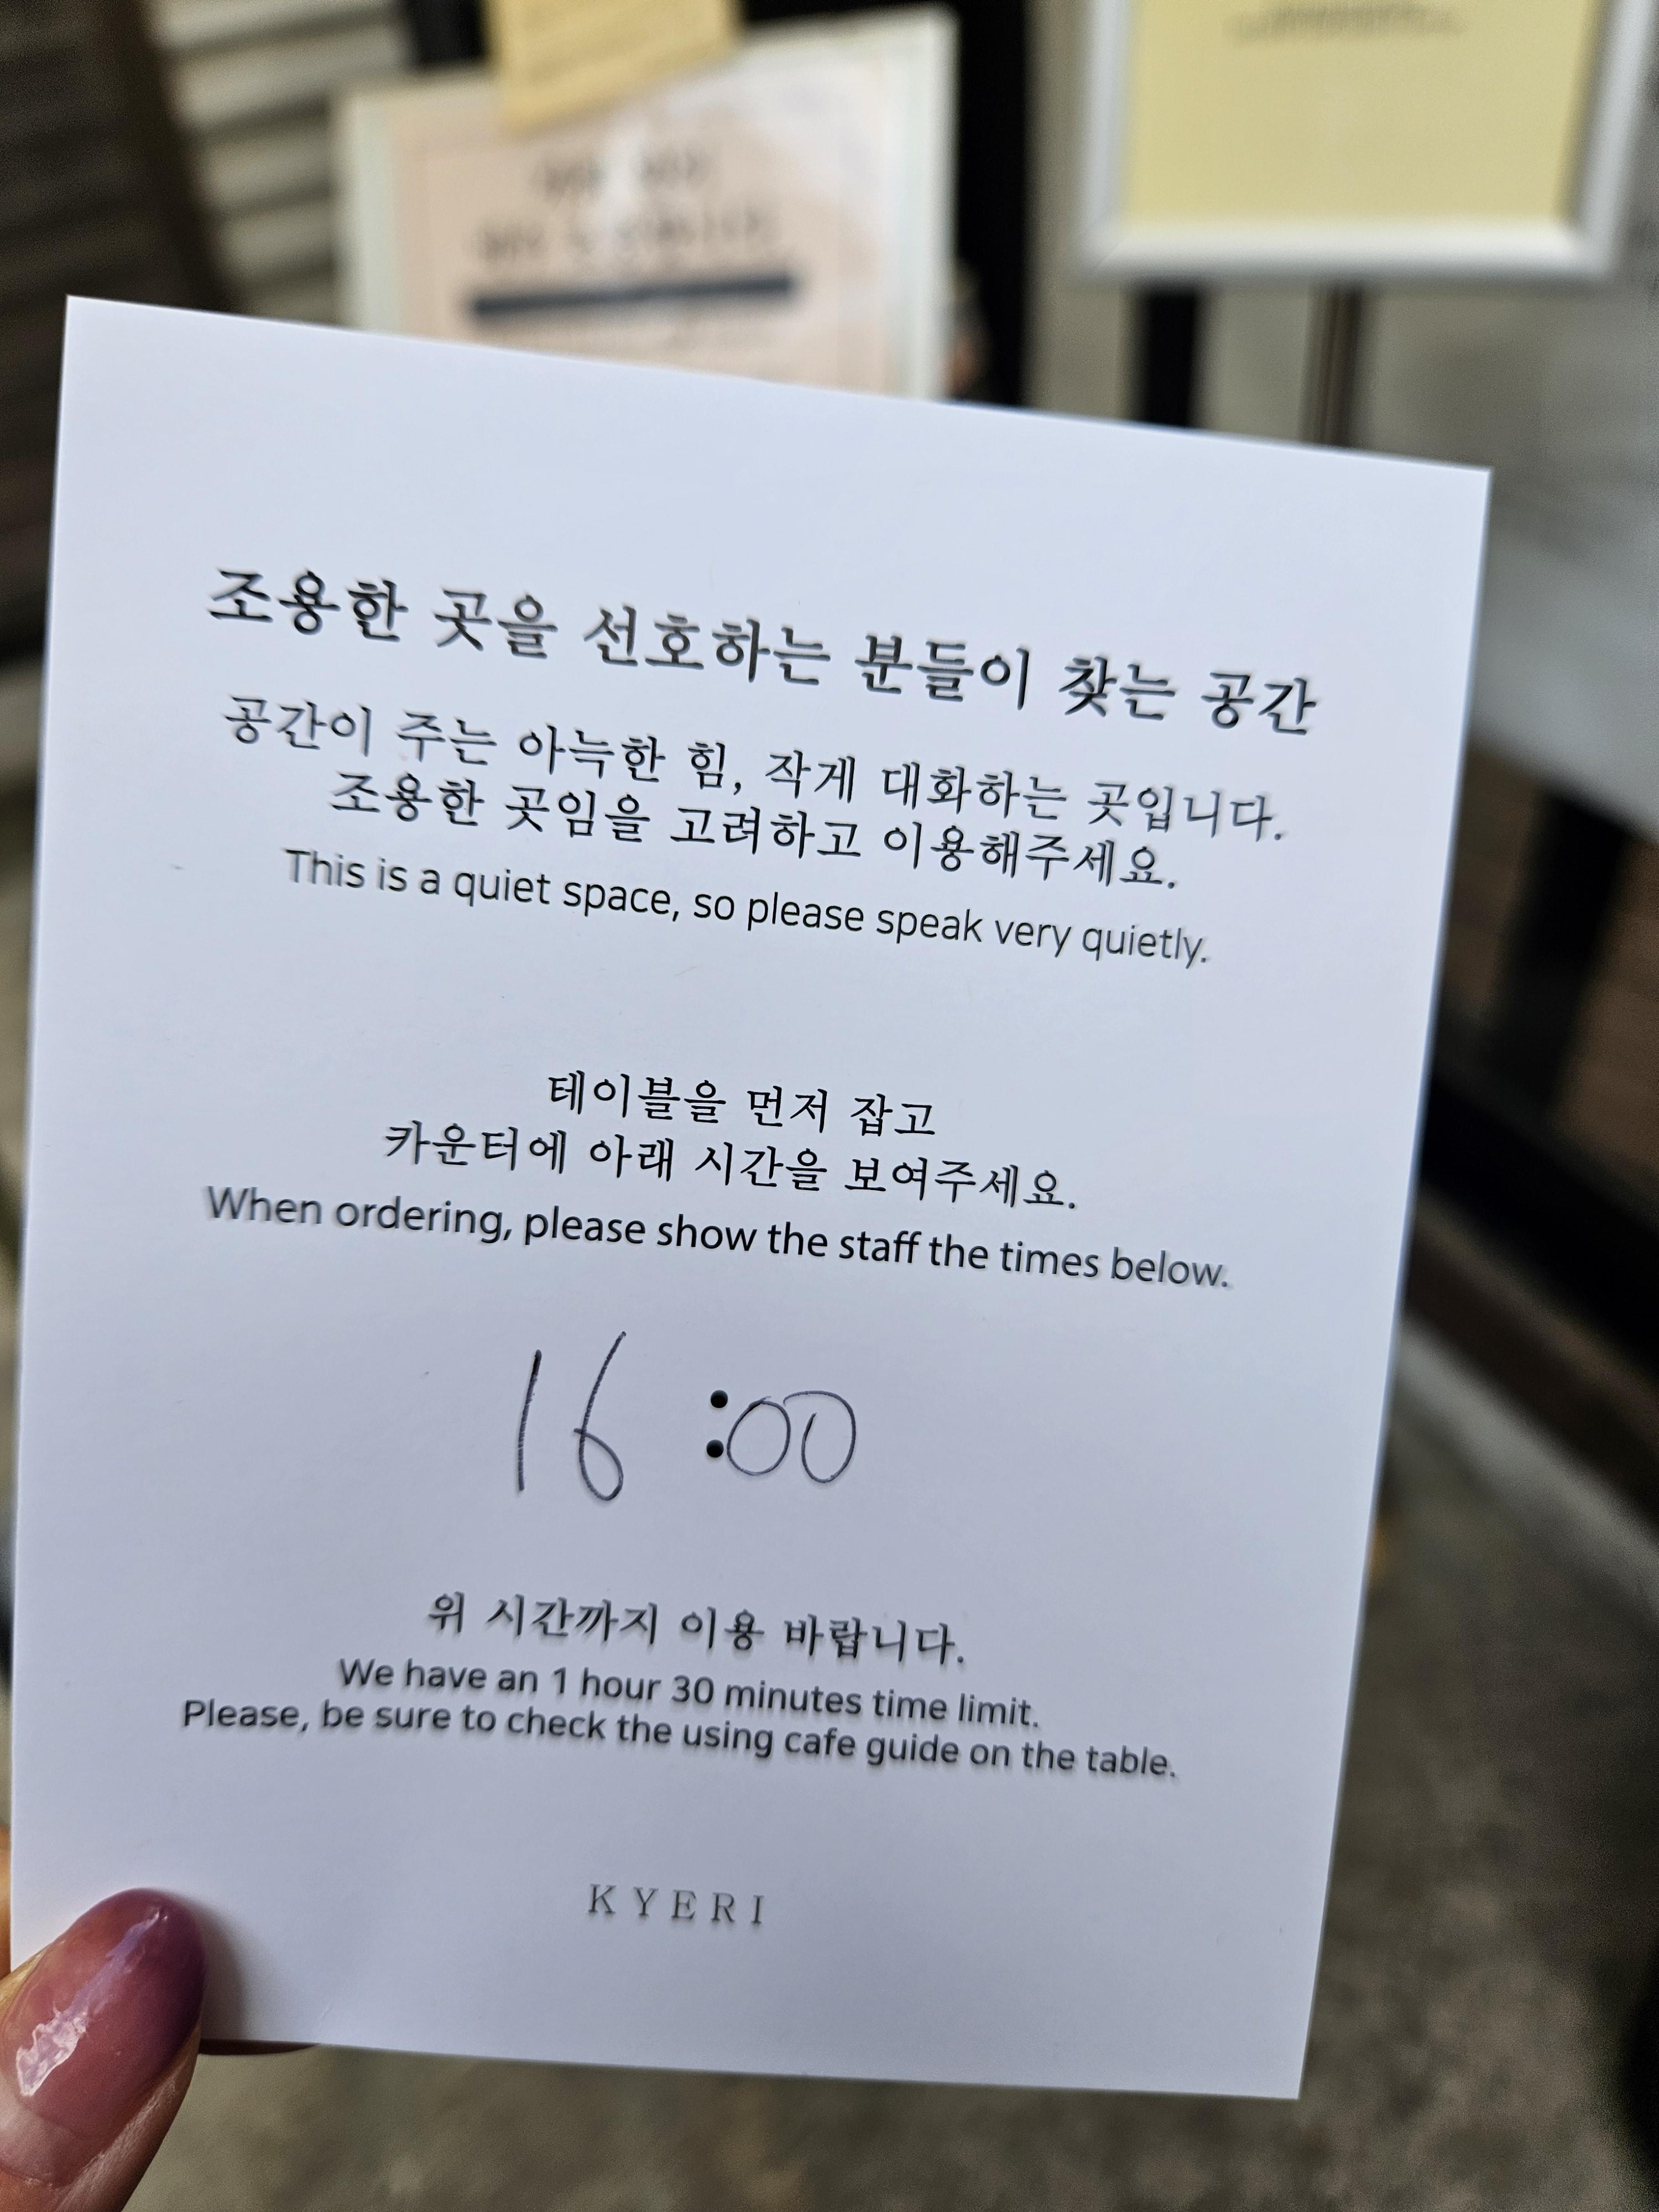 조용한 곳을 선호하는 분들이 찾는 공간
공간이 주는 아늑한 힘, 작게 대화하는 곳입니다.
조용한 곳임을 고려하고 이용해주세요.
This is a quiet space, so please speak very quietly.
테이블을 먼저 잡고
카운터에 아래 시간을 보여주세요.
When ordering, please show the staff the times below.
16:00
위 시간까지 이용 바랍니다.
We have an 1 hour 30 minutes time limit.
Please, be sure to check the using cafe guide on the table.
KYERI